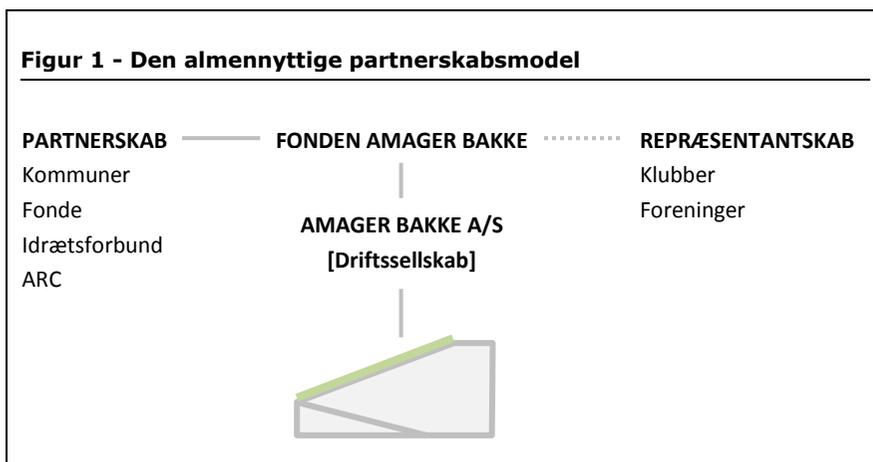 Figur 1 - Den almennyttige partnerskabsmodel
PARTNERSKAB
Kommuner
Fonde
Idrætsforbund
ARC
FONDEN AMAGER BAKKE
AMAGER BAKKE A/S
[Driftssellskab]
REPRÆSENTANTSKAB
Klubber
Foreninger